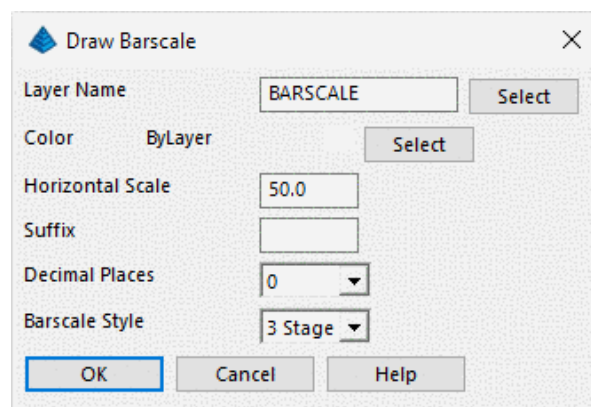 Draw Barscale
Layer Name BARSCALE Select
Color ByLayer Select
Horizontal Scale 50.0
Suffix
Decimal Places 0
Barscale Style 3 Stage
OK Cancel Help